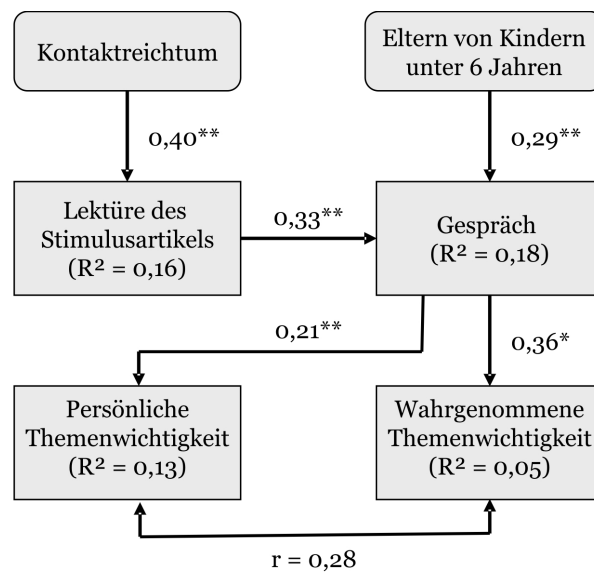 Kontaktreichtum
Eltern von Kindern
unter 6 Jahren
0,40**
0,29**
Lektüre des
Stimulusartikels
(R² = 0,16)
0,33**
Gespräch
(R² = 0,18)
0,21**
0,36*
Persönliche
Themenwichtigkeit
(R² = 0,13)
Wahrgenommene
Themenwichtigkeit
(R² = 0,05)
r = 0,28